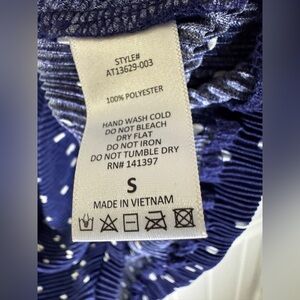 STYLE#
AT13629-003
100% POLYESTER
HAND WASH COLD
DO NOT BLEACH
DRY FLAT
DO NOT IRON
DO NOT TUMBLE DRY
RN# 141397
S
MADE IN VIETNAM